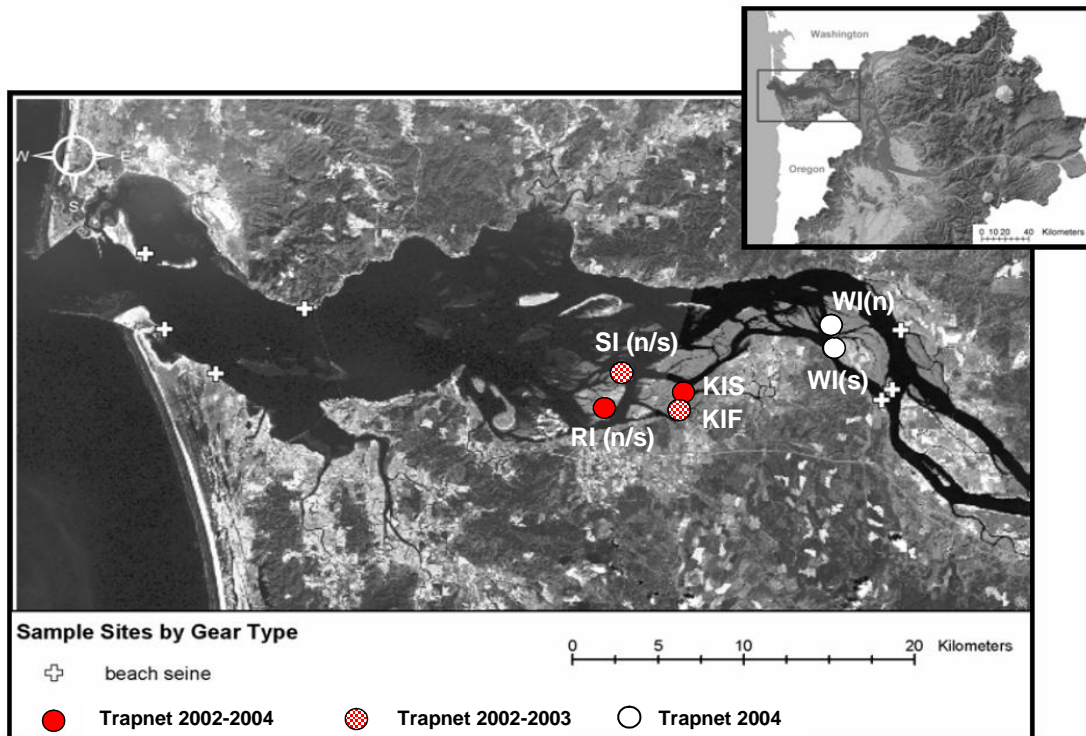 Washington
Oregon
0 10 20 40 Kilometers
W E
S
WI(n)
SI (n/s)
WI(s)
KIS
KIF
RI (n/s)
Sample Sites by Gear Type
0 5 10 15 20 Kilometers
beach seine
Trapnet 2002-2004 Trapnet 2002-2003 Trapnet 2004